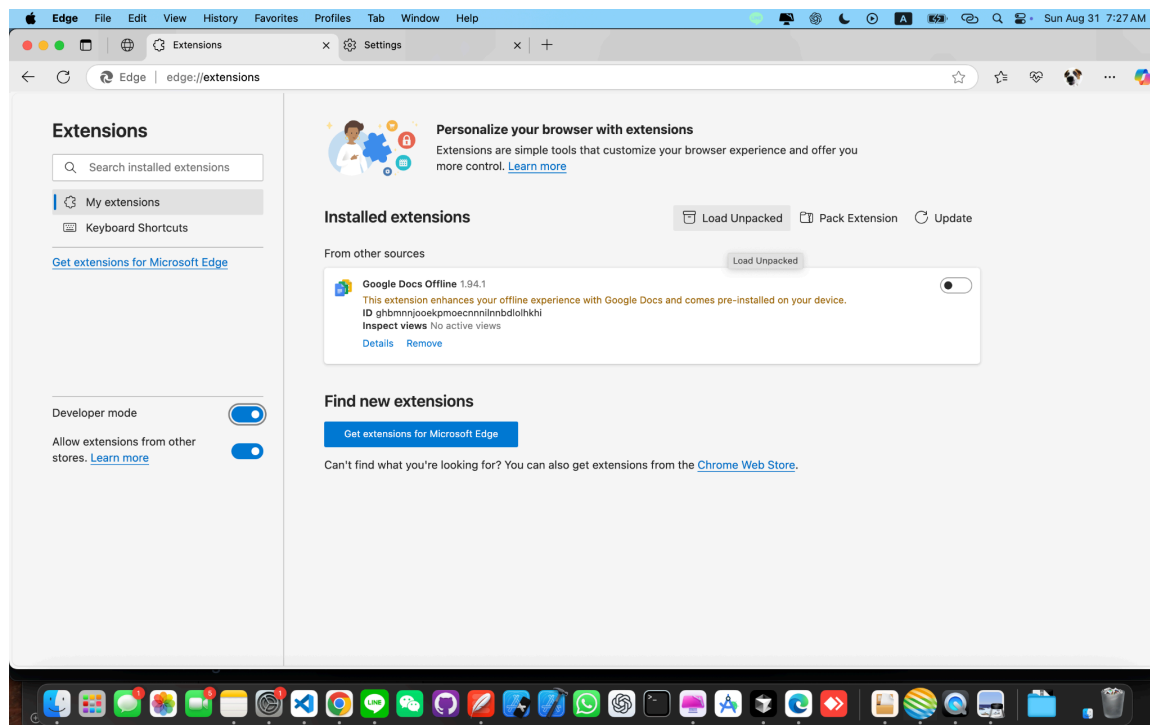 Edge File Edit View History Favorites Profiles Tab Window Help
A
Sun Aug 31 7:27 AM
Extensions
Settings
Edge | edge://extensions
Extensions
Search installed extensions
My extensions
Keyboard Shortcuts
Get extensions for Microsoft Edge
Developer mode
Allow extensions from other
stores. Learn more
Personalize your browser with extensions
Extensions are simple tools that customize your browser experience and offer you
more control. Learn more
Installed extensions
Load Unpacked
Pack Extension
Update
Load Unpacked
From other sources
Google Docs Offline 1.94.1
This extension enhances your offline experience with Google Docs and comes pre-installed on your device.
ID ghbmnnjooekpmoecnnnilnnbdlolhkhi
Inspect views No active views
Details Remove
Find new extensions
Get extensions for Microsoft Edge
Can't find what you're looking for? You can also get extensions from the Chrome Web Store.
1
5
1
LINE